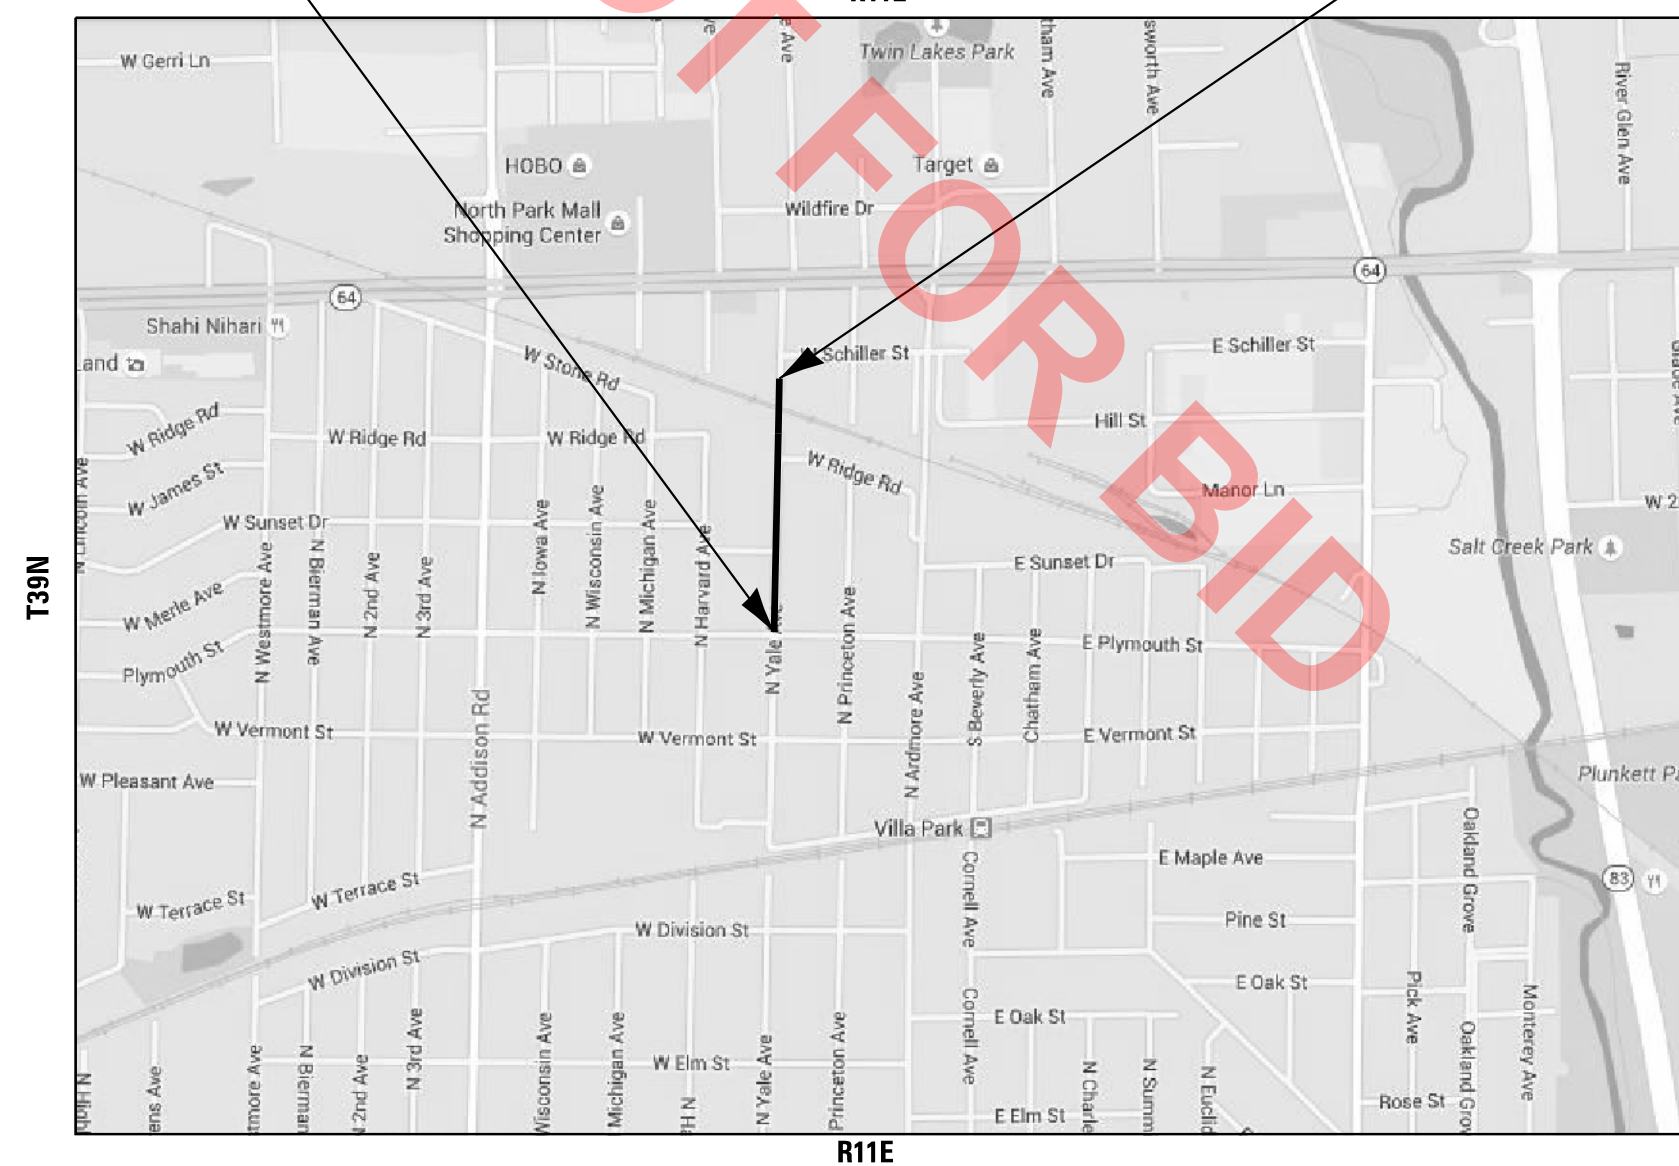 W Gerri Ln
Twin Lakes Park
River Glen Ave
HOBO
Target
North Park Mall
Shopping Center
Wildfire Dr
64
64
Shahi Nihari
W Stone Rd
W Schiller St
E Schiller St
W Ridge Rd
W Ridge Rd
W Ridge Rd
W Ridge Rd
Hill St
Manor Ln
W James St
W Sunset Dr
E Sunset Dr
Salt Creek Park
W Merle Ave
N Westmore Ave
N Bierman Ave
N 2nd Ave
N 3rd Ave
N Iowa Ave
N Wisconsin Ave
N Michigan Ave
N Harvard Ave
N Yale Ave
N Princeton Ave
N Ardmore Ave
S Beverly Ave
Chatham Ave
Plymouth St
E Plymouth St
N Addison Rd
W Vermont St
W Vermont St
E Vermont St
W Pleasant Ave
Plunkett
Villa Park
Oakland Grove
E Maple Ave
83
W Terrace St
W Terrace St
Cornell Ave
Pine St
W Division St
W Division St
E Oak St
E Oak St
Pick Ave
Monterey Ave
Cornell Ave
N 3rd Ave
Wisconsin Ave
Michigan Ave
N Yale Ave
Princeton Ave
W Elm St
E Elm St
Rose St
T39N
R11E
FOR BID